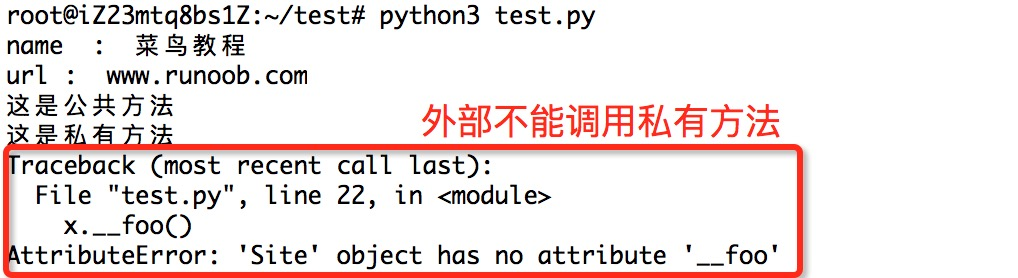 root@iZ23mtq8bs1Z:~/test# python3 test.py
name  :  菜鸟教程
url :  www.runoob.com
这是公共方法
这是私有方法
外部不能调用私有方法
Traceback (most recent call last):
  File "test.py", line 22, in <module>
    x.__foo()
AttributeError: 'Site' object has no attribute '__foo'